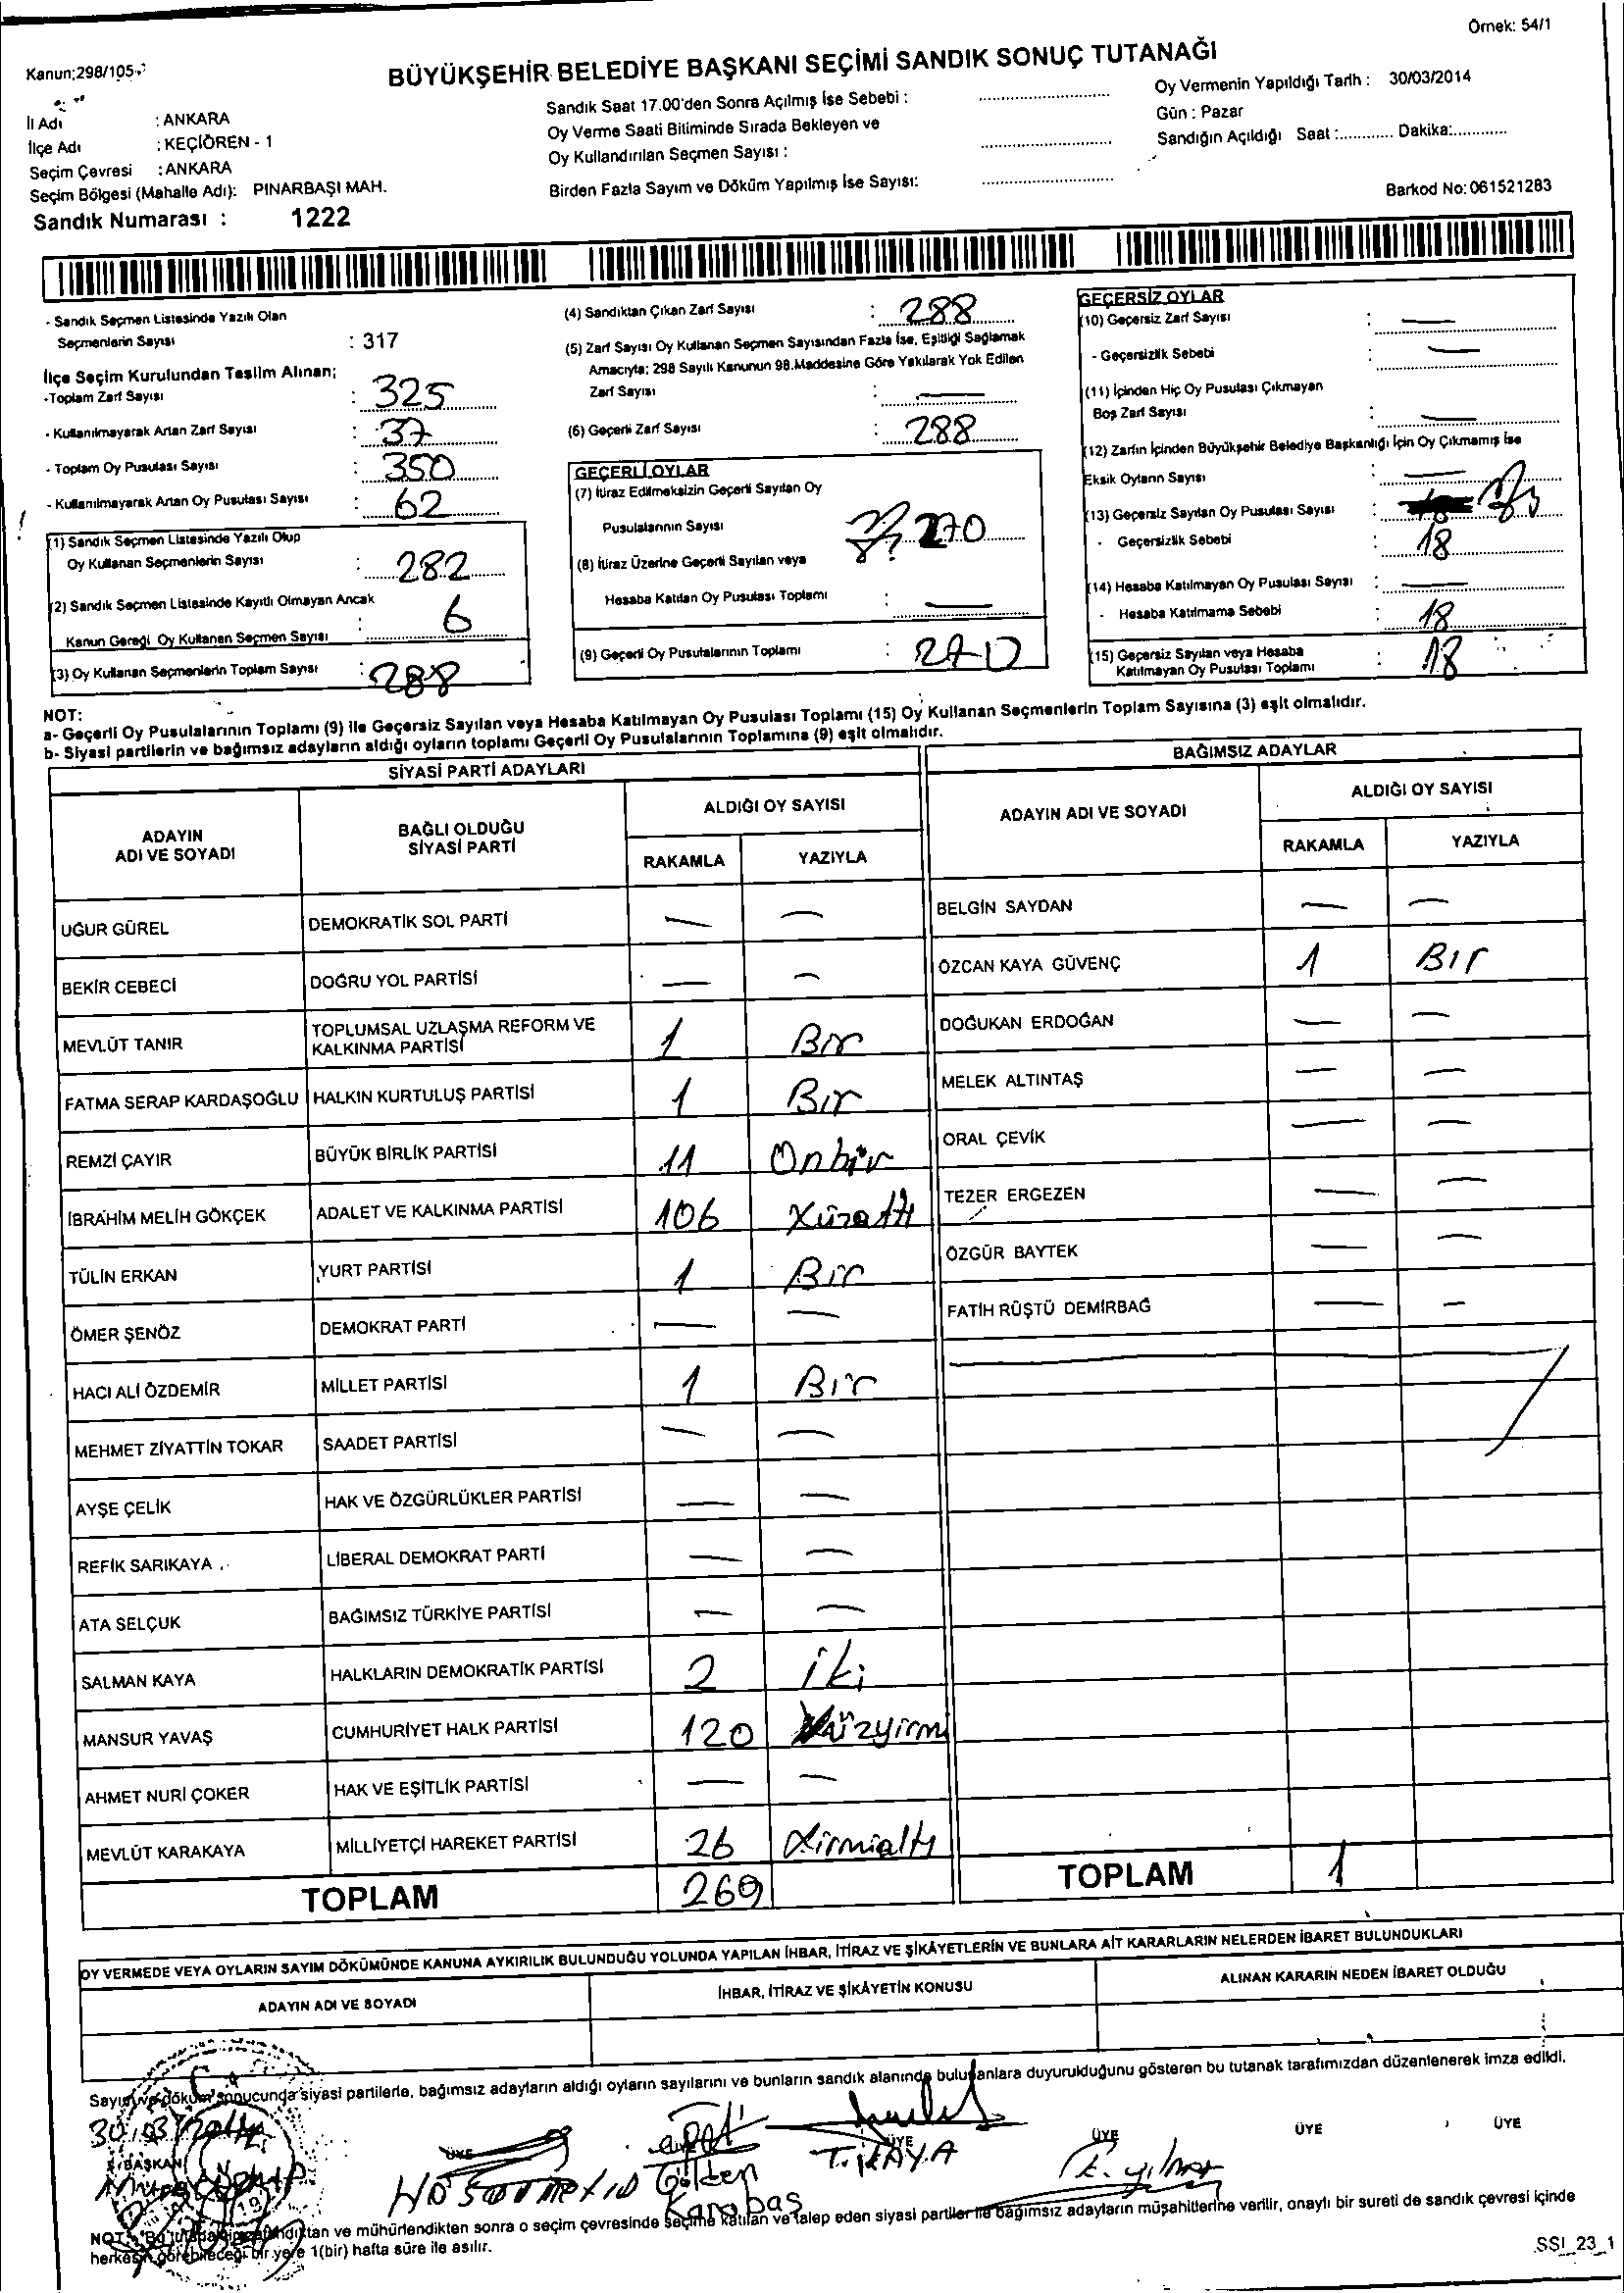 Örnek: 54/1
Kanun:298/105
BÜYÜKŞEHİR BELEDİYE BAŞKANI SEÇİMİ SANDIK SONUÇ TUTANAĞI
İl Adı : ANKARA
İlçe Adı : KEÇİÖREN - 1
Seçim Çevresi : ANKARA
Seçim Bölgesi (Mahalle Adı): PINARBAŞI MAH.
Sandık Numarası : 1222
Sandık Saat 17.00'den Sonra Açılmış İse Sebebi :
Oy Verme Saati Bitiminde Sırada Bekleyen ve
Oy Kullandırılan Seçmen Sayısı :
Birden Fazla Sayım ve Döküm Yapılmış İse Sayısı:
Oy Vermenin Yapıldığı Tarih : 30/03/2014
Gün : Pazar
Sandığın Açıldığı Saat :............ Dakika:............
Barkod No: 061521283
- Sandık Seçmen Listesinde Yazılı Olan
Seçmenlerin Sayısı : 317
İlçe Seçim Kurulundan Teslim Alınan;
-Toplam Zarf Sayısı : 325
- Kullanılmayarak Artan Zarf Sayısı : 37
- Toplam Oy Pusulası Sayısı : 350
- Kullanılmayarak Artan Oy Pusulası Sayısı : 62
(1) Sandık Seçmen Listesinde Yazılı Olup
Oy Kullanan Seçmenlerin Sayısı : 282
(2) Sandık Seçmen Listesinde Kayıtlı Olmayan Ancak
Kanun Gereği Oy Kullanan Seçmen Sayısı : 6
(3) Oy Kullanan Seçmenlerin Toplam Sayısı : 288
(4) Sandıktan Çıkan Zarf Sayısı : 288
(5) Zarf Sayısı Oy Kullanan Seçmen Sayısından Fazla İse, Eşitliği Sağlamak
Amacıyla; 298 Sayılı Kanunun 98.Maddesine Göre Yakılarak Yok Edilen
Zarf Sayısı : —
(6) Geçerli Zarf Sayısı : 288
GEÇERLİ OYLAR
(7) İtiraz Edilmeksizin Geçerli Sayılan Oy
Pusulalarının Sayısı 270
(8) İtiraz Üzerine Geçerli Sayılan veya
Hesaba Katılan Oy Pusulası Toplamı : —
(9) Geçerli Oy Pusulalarının Toplamı : 270
GEÇERSİZ OYLAR
(10) Geçersiz Zarf Sayısı : —
- Geçersizlik Sebebi : —
(11) İçinden Hiç Oy Pusulası Çıkmayan
Boş Zarf Sayısı : —
(12) Zarfın İçinden Büyükşehir Belediye Başkanlığı İçin Oy Çıkmamış İse
Eksik Oyların Sayısı : —
(13) Geçersiz Sayılan Oy Pusulası Sayısı : 18
- Geçersizlik Sebebi : 18
(14) Hesaba Katılmayan Oy Pusulası Sayısı : —
- Hesaba Katılmama Sebebi : 18
(15) Geçersiz Sayılan veya Hesaba
Katılmayan Oy Pusulası Toplamı : 18
NOT:
a- Geçerli Oy Pusulalarının Toplamı (9) ile Geçersiz Sayılan veya Hesaba Katılmayan Oy Pusulası Toplamı (15) Oy Kullanan Seçmenlerin Toplam Sayısına (3) eşit olmalıdır.
b- Siyasi partilerin ve bağımsız adayların aldığı oyların toplamı Geçerli Oy Pusulalarının Toplamına (9) eşit olmalıdır.
SİYASİ PARTİ ADAYLARI
ADAYIN ADI VE SOYADI
BAĞLI OLDUĞU SİYASİ PARTİ
ALDIĞI OY SAYISI
RAKAMLA YAZIYLA
UĞUR GÜREL DEMOKRATİK SOL PARTİ — —
BEKİR CEBECİ DOĞRU YOL PARTİSİ — —
MEVLÜT TANIR TOPLUMSAL UZLAŞMA REFORM VE KALKINMA PARTİSİ 1 Bir
FATMA SERAP KARDAŞOĞLU HALKIN KURTULUŞ PARTİSİ 1 Bir
REMZİ ÇAYIR BÜYÜK BİRLİK PARTİSİ 11 Onbir
İBRAHİM MELİH GÖKÇEK ADALET VE KALKINMA PARTİSİ 106 Yüzaltı
TÜLİN ERKAN YURT PARTİSİ 1 Bir
ÖMER ŞENÖZ DEMOKRAT PARTİ — —
HACI ALİ ÖZDEMİR MİLLET PARTİSİ 1 Bir
MEHMET ZİYATTİN TOKAR SAADET PARTİSİ — —
AYŞE ÇELİK HAK VE ÖZGÜRLÜKLER PARTİSİ — —
REFİK SARIKAYA LİBERAL DEMOKRAT PARTİ — —
ATA SELÇUK BAĞIMSIZ TÜRKİYE PARTİSİ — —
SALMAN KAYA HALKLARIN DEMOKRATİK PARTİSİ 2 iki
MANSUR YAVAŞ CUMHURİYET HALK PARTİSİ 120 Yüzyirmi
AHMET NURİ ÇOKER HAK VE EŞİTLİK PARTİSİ — —
MEVLÜT KARAKAYA MİLLİYETÇİ HAREKET PARTİSİ 26 Yirmialtı
TOPLAM 269
BAĞIMSIZ ADAYLAR
ADAYIN ADI VE SOYADI
ALDIĞI OY SAYISI
RAKAMLA YAZIYLA
BELGİN SAYDAN — —
ÖZCAN KAYA GÜVENÇ 1 Bir
DOĞUKAN ERDOĞAN — —
MELEK ALTINTAŞ — —
ORAL ÇEVİK — —
TEZER ERGEZEN — —
ÖZGÜR BAYTEK — —
FATİH RÜŞTÜ DEMİRBAĞ — —
TOPLAM 1
OY VERMEDE VEYA OYLARIN SAYIM DÖKÜMÜNDE KANUNA AYKIRILIK BULUNDUĞU YOLUNDA YAPILAN İHBAR, İTİRAZ VE ŞİKÂYETLERİN VE BUNLARA AİT KARARLARIN NELERDEN İBARET BULUNDUKLARI
ADAYIN ADI VE SOYADI İHBAR, İTİRAZ VE ŞİKÂYETİN KONUSU ALINAN KARARIN NEDEN İBARET OLDUĞU
Sayım ve döküm sonucunda siyasi partilerle, bağımsız adayların aldığı oyların sayılarını ve bunların sandık alanında bulunanlara duyurulduğunu gösteren bu tutanak tarafımızdan düzenlenerek imza edildi.
30.03.2014
BAŞKAN ÜYE ÜYE ÜYE ÜYE ÜYE ÜYE
Gölden Karabaş T. KAYA
NOT: herkesin görebileceği bir yere 1(bir) hafta süre ile asılır.
ve mühürlendikten sonra o seçim çevresinde seçime katılan ve talep eden siyasi partiler ile bağımsız adayların müşahitlerine verilir, onaylı bir sureti de sandık çevresi içinde
SSI_23_1